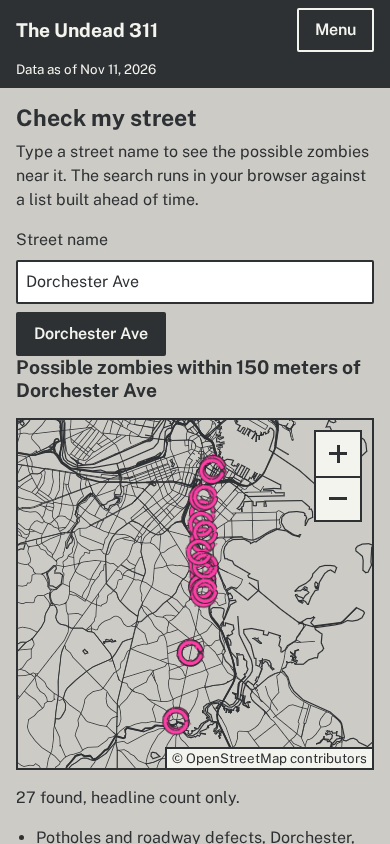 The Undead 311
Menu
Data as of Nov 11, 2026
Check my street
Type a street name to see the possible zombies
near it. The search runs in your browser against
a list built ahead of time.
Street name
Dorchester Ave
Dorchester Ave
Possible zombies within 150 meters of
Dorchester Ave
+
−
© OpenStreetMap contributors
27 found, headline count only.
• Potholes and roadway defects, Dorchester,